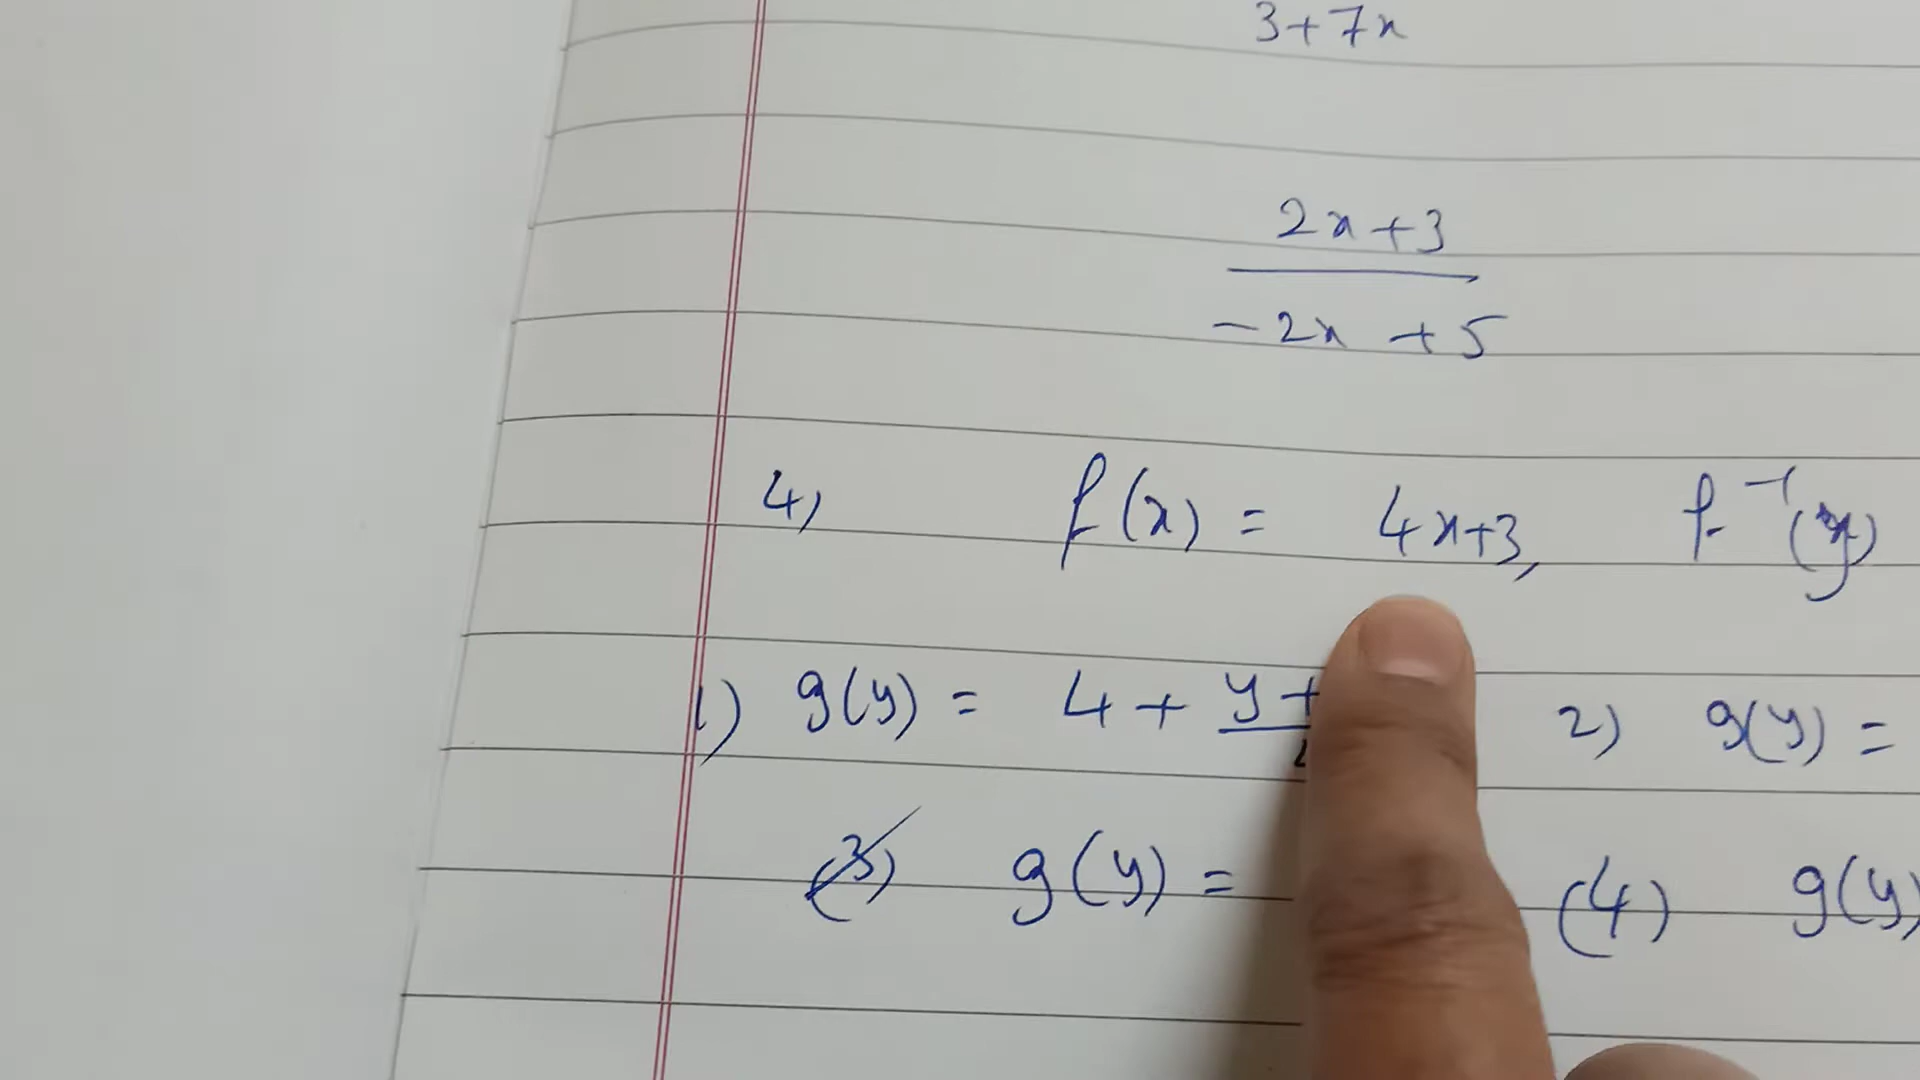 3+7x
2x+3
-2x +5
4) f(x) = 4x+3, f⁻¹(y)
1) g(y) = 4 + y+ 2) g(y) =
(3) g(y) = (4) g(y)